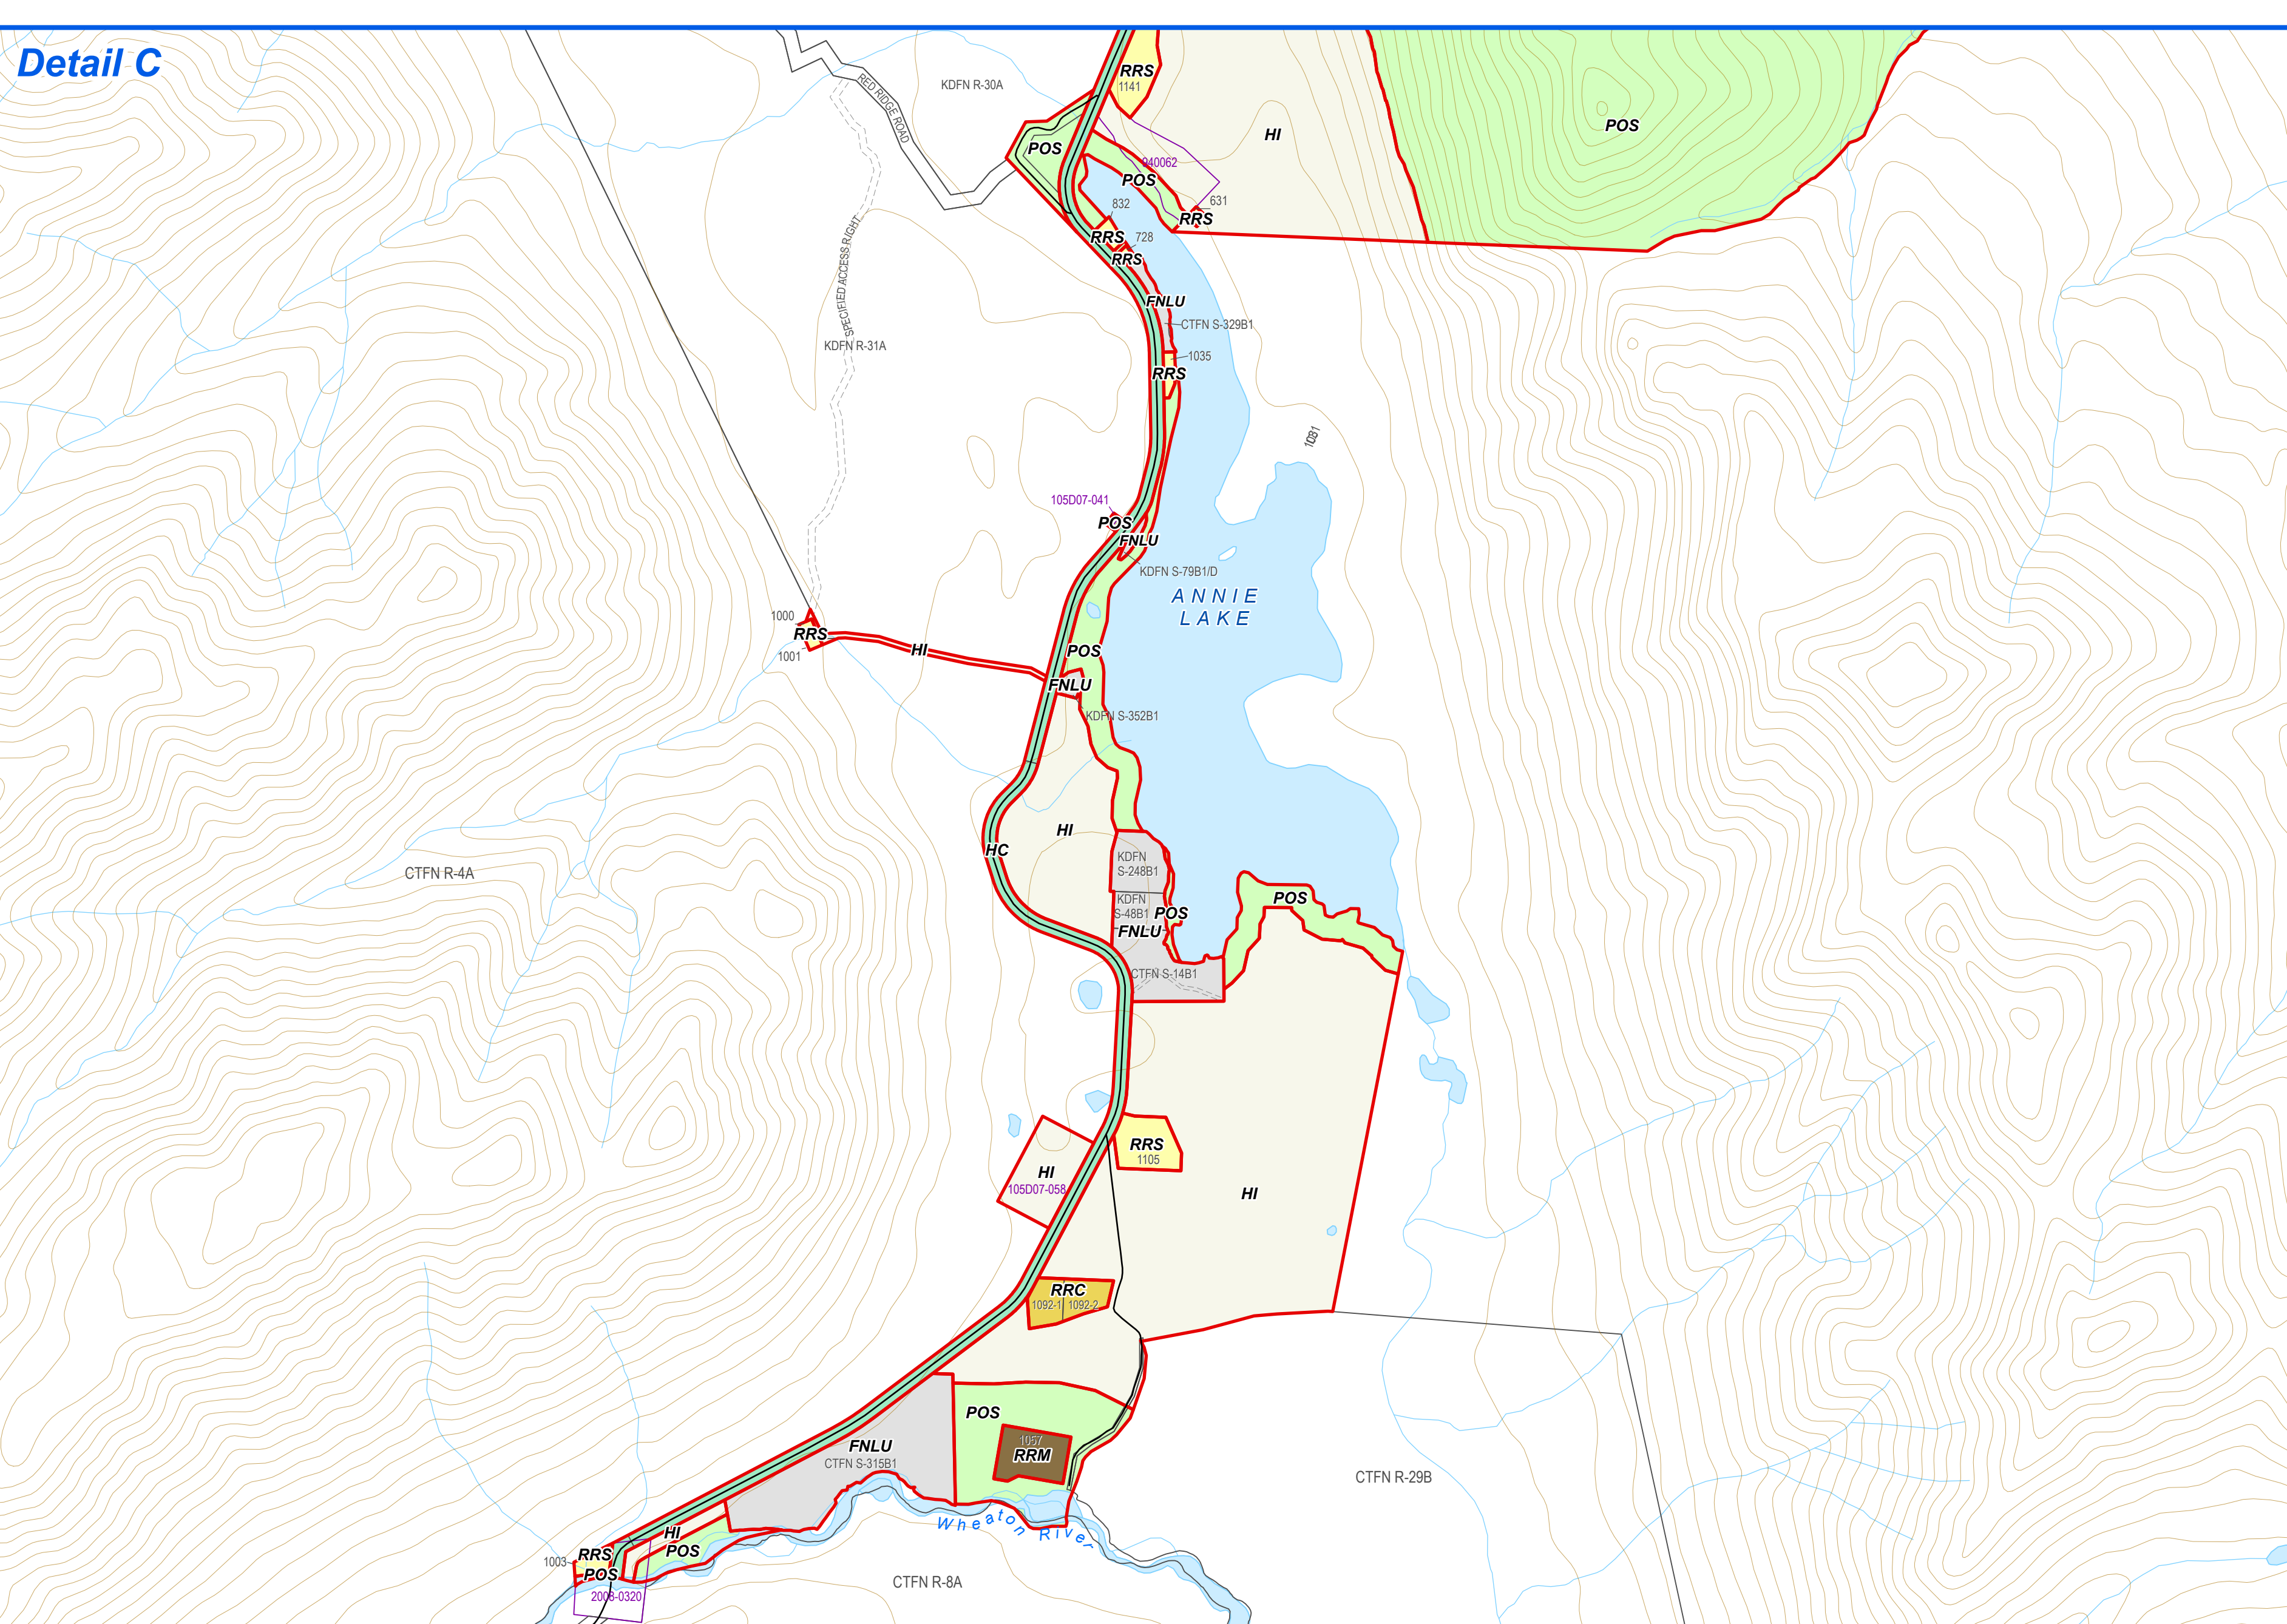 Detail C
RED RIDGE ROAD
KDFN R-30A
RRS
1141
HI
POS
POS
940062
POS
631
RRS
832
RRS
728
RRS
SPECIFIED ACCESS RIGHT
KDFN R-31A
FNLU
CTFN S-329B1
1035
RRS
105D07-041
POS
FNLU
KDFN S-79B1/D
ANNIE
LAKE
1000
RRS
1001
HI
POS
FNLU
KDFN S-352B1
HI
HC
KDFN
S-248B1
KDFN
S-48B1
POS
FNLU
POS
CTFN R-4A
CTFN S-14B1
RRS
1105
HI
105D07-058
HI
RRC
1092-1
1092-2
POS
1057
RRM
FNLU
CTFN S-315B1
CTFN R-29B
Wheaton River
HI
POS
1003
RRS
POS
2008-0320
CTFN R-8A